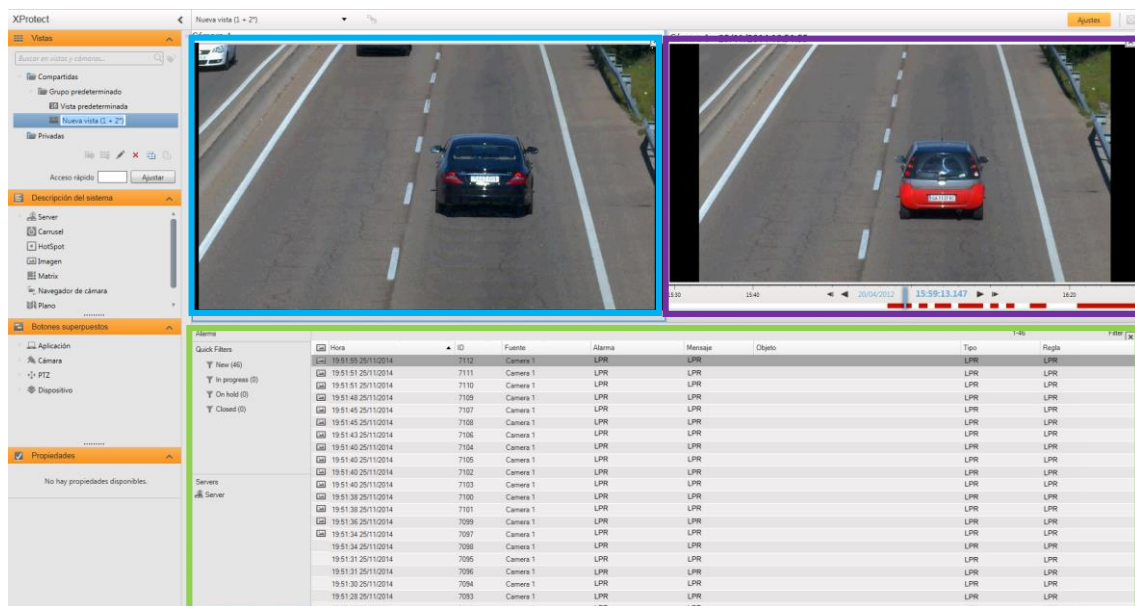 XProtect
Nueva vista (1 + 2*)
Ajustes
Vistas
Buscar en vistas y cámaras...
Compartidas
Grupo predeterminado
Vista predeterminada
Nueva vista (1 + 2*)
Privadas
Acceso rápido
Ajustar
Descripción del sistema
Server
Carrusel
HotSpot
Imagen
Matrix
Navegador de cámara
Plano
Botones superpuestos
Aplicación
Cámara
PTZ
Dispositivo
Propiedades
No hay propiedades disponibles.
15:30 15:40 20/04/2012 15:59:13.147 16:20
Alarms 1-46 Filter
Quick Filters
New (46)
In progress (0)
On hold (0)
Closed (0)
Servers
Server
Hora ID Fuente Alarma Mensaje Objeto Tipo Regla
19:51:55 25/11/2014 7112 Camera 1 LPR LPR LPR LPR
19:51:51 25/11/2014 7111 Camera 1 LPR LPR LPR LPR
19:51:51 25/11/2014 7110 Camera 1 LPR LPR LPR LPR
19:51:48 25/11/2014 7109 Camera 1 LPR LPR LPR LPR
19:51:45 25/11/2014 7107 Camera 1 LPR LPR LPR LPR
19:51:45 25/11/2014 7108 Camera 1 LPR LPR LPR LPR
19:51:43 25/11/2014 7106 Camera 1 LPR LPR LPR LPR
19:51:40 25/11/2014 7104 Camera 1 LPR LPR LPR LPR
19:51:40 25/11/2014 7105 Camera 1 LPR LPR LPR LPR
19:51:40 25/11/2014 7102 Camera 1 LPR LPR LPR LPR
19:51:40 25/11/2014 7103 Camera 1 LPR LPR LPR LPR
19:51:38 25/11/2014 7100 Camera 1 LPR LPR LPR LPR
19:51:38 25/11/2014 7101 Camera 1 LPR LPR LPR LPR
19:51:36 25/11/2014 7099 Camera 1 LPR LPR LPR LPR
19:51:34 25/11/2014 7097 Camera 1 LPR LPR LPR LPR
19:51:34 25/11/2014 7098 Camera 1 LPR LPR LPR LPR
19:51:31 25/11/2014 7095 Camera 1 LPR LPR LPR LPR
19:51:31 25/11/2014 7096 Camera 1 LPR LPR LPR LPR
19:51:30 25/11/2014 7094 Camera 1 LPR LPR LPR LPR
19:51:28 25/11/2014 7093 Camera 1 LPR LPR LPR LPR